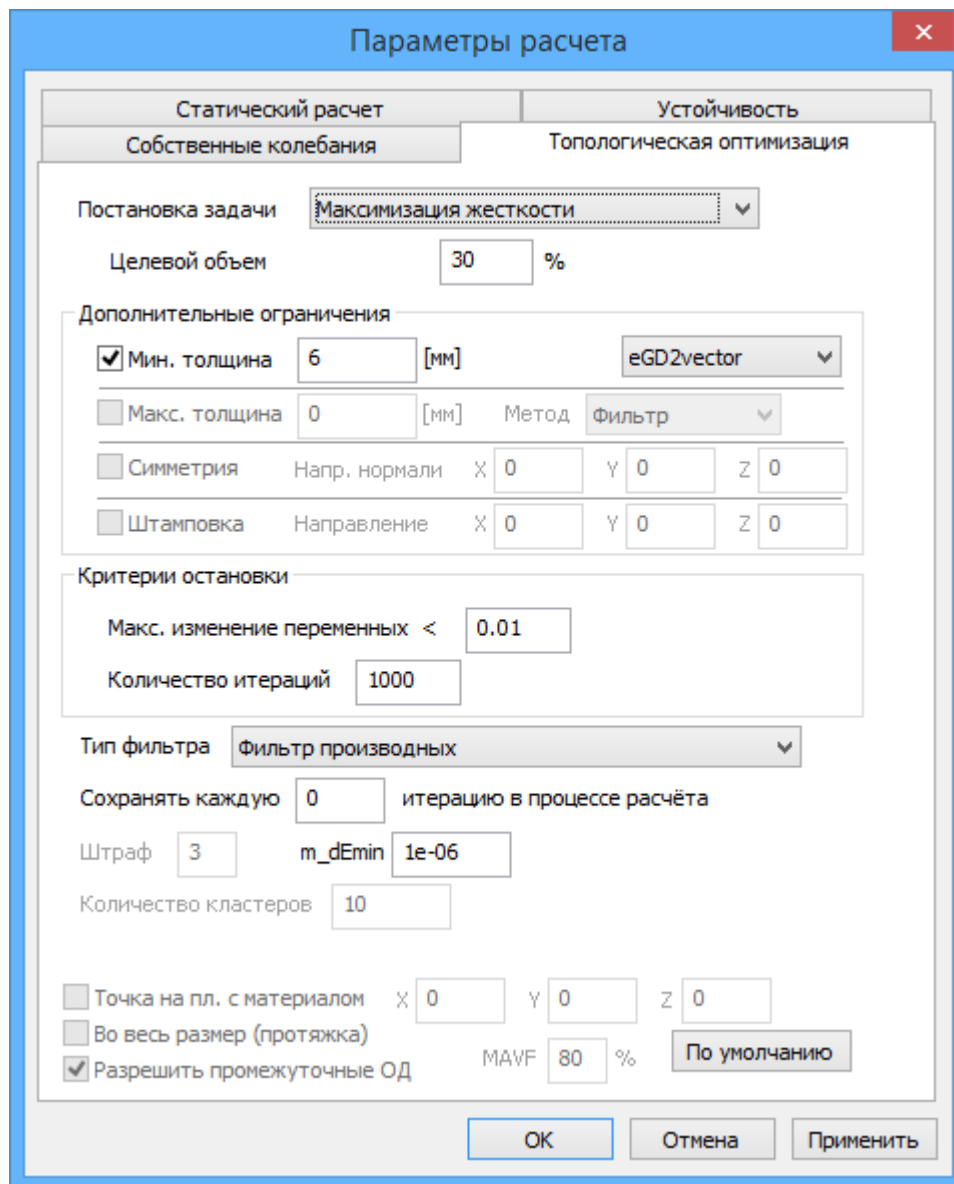 Параметры расчета
Статический расчет Устойчивость
Собственные колебания Топологическая оптимизация
Постановка задачи Максимизация жесткости
Целевой объем 30 %
Дополнительные ограничения
Мин. толщина 6 [мм] eGD2vector
Макс. толщина 0 [мм] Метод Фильтр
Симметрия Напр. нормали X 0 Y 0 Z 0
Штамповка Направление X 0 Y 0 Z 0
Критерии остановки
Макс. изменение переменных < 0.01
Количество итераций 1000
Тип фильтра Фильтр производных
Сохранять каждую 0 итерацию в процессе расчёта
Штраф 3 m_dEmin 1e-06
Количество кластеров 10
Точка на пл. с материалом X 0 Y 0 Z 0
Во весь размер (протяжка)
Разрешить промежуточные ОД MAVF 80 % По умолчанию
OK Отмена Применить